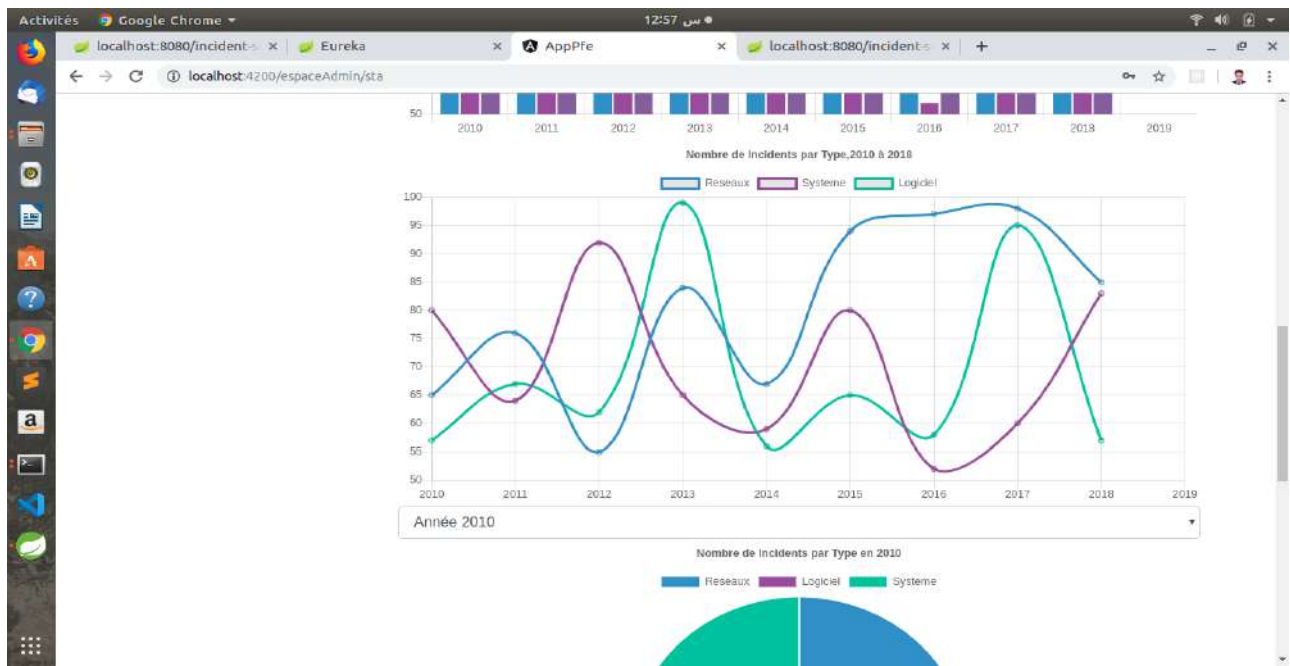 Activités Google Chrome 12:57 س
localhost:8080/incident-s Eureka AppPfe localhost:8080/incident-s
localhost:4200/espaceAdmin/sta
50
2010 2011 2012 2013 2014 2015 2016 2017 2018 2019
Nombre de Incidents par Type,2010 à 2018
Reseaux Systeme Logiciel
100
95
90
85
80
75
70
65
60
55
50
2010 2011 2012 2013 2014 2015 2016 2017 2018 2019
Année 2010
Nombre de Incidents par Type en 2010
Reseaux Logiciel Systeme